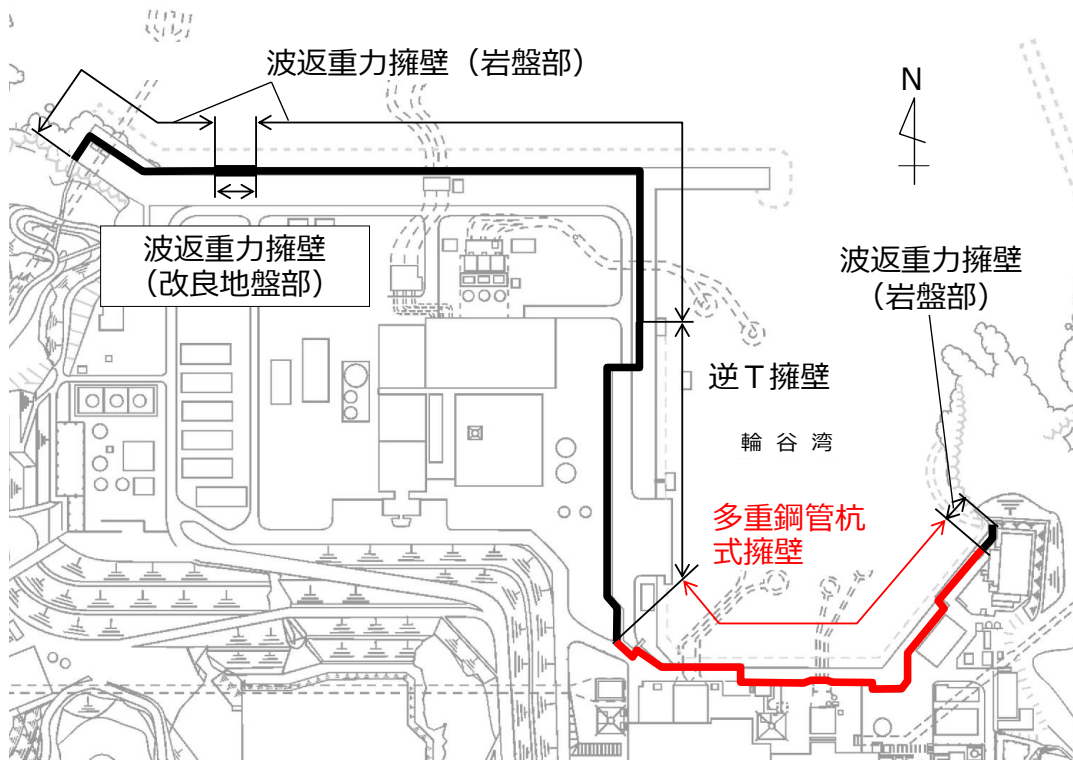 波返重力擁壁（岩盤部）
N
波返重力擁壁
（改良地盤部）
波返重力擁壁
（岩盤部）
逆Ｔ擁壁
輪谷湾
多重鋼管杭
式擁壁